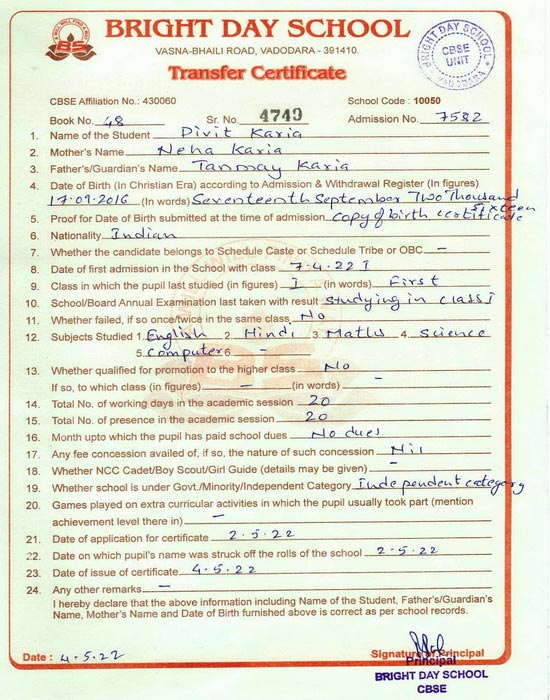 BRIGHT DAY SCHOOL
VASNA-BHAILI ROAD, VADODARA - 391410.
BRIGHT DAY SCHOOL CBSE UNIT VADODARA
BS
Transfer Certificate
CBSE Affiliation No.: 430060 School Code : 10050
Book No. 48 Sr. No. 4749 Admission No. 7582
1. Name of the Student Divit Karia
2. Mother's Name Neha Karia
3. Father's/Guardian's Name Tanmay Karia
4. Date of Birth (In Christian Era) according to Admission & Withdrawal Register (In figures)
17.09.2016 (In words) Seventeenth September Two Thousand sixteen
5. Proof for Date of Birth submitted at the time of admission copy of birth certificate
6. Nationality Indian
7. Whether the candidate belongs to Schedule Caste or Schedule Tribe or OBC -
8. Date of first admission in the School with class 7.4.22 I
9. Class in which the pupil last studied (in figures) I (in words) First
10. School/Board Annual Examination last taken with result studying in class I
11. Whether failed, if so once/twice in the same class No
12. Subjects Studied 1. English 2. Hindi 3. Maths 4. Science
5. Computer 6. -
13. Whether qualified for promotion to the higher class No
If so, to which class (in figures) - (in words) -
14. Total No. of working days in the academic session 20
15. Total No. of presence in the academic session 20
16. Month upto which the pupil has paid school dues No dues
17. Any fee concession availed of, if so, the nature of such concession Nil
18. Whether NCC Cadet/Boy Scout/Girl Guide (details may be given) -
19. Whether school is under Govt./Minority/Independent Category Independent category
20. Games played on extra curricular activities in which the pupil usually took part (mention
achievement level there in) -
21. Date of application for certificate 2.5.22
22. Date on which pupil's name was struck off the rolls of the school 2.5.22
23. Date of issue of certificate 4.5.22
24. Any other remarks -
I hereby declare that the above information including Name of the Student, Father's/Guardian's
Name, Mother's Name and Date of Birth furnished above is correct as per school records.
Date : 4.5.22 Signature of Principal
Principal
BRIGHT DAY SCHOOL
CBSE